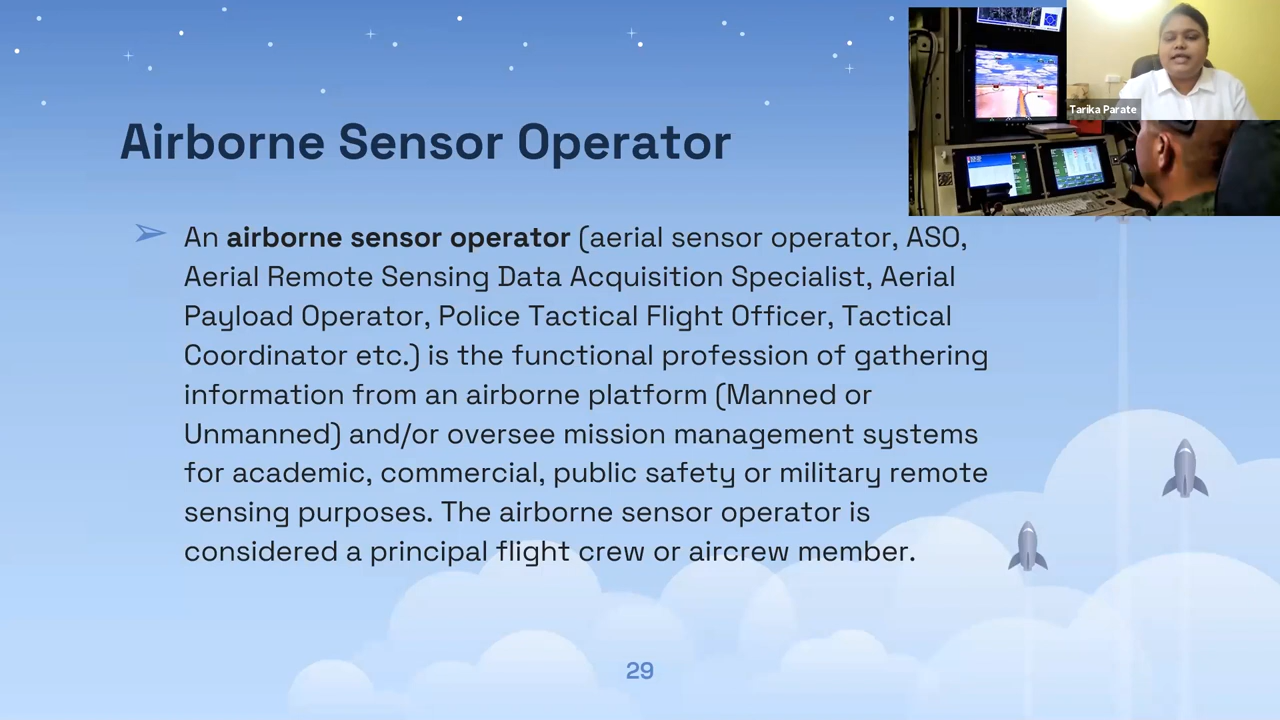 Tarika Parate
Airborne Sensor Operator
➢ An airborne sensor operator (aerial sensor operator, ASO,
Aerial Remote Sensing Data Acquisition Specialist, Aerial
Payload Operator, Police Tactical Flight Officer, Tactical
Coordinator etc.) is the functional profession of gathering
information from an airborne platform (Manned or
Unmanned) and/or oversee mission management systems
for academic, commercial, public safety or military remote
sensing purposes. The airborne sensor operator is
considered a principal flight crew or aircrew member.
29